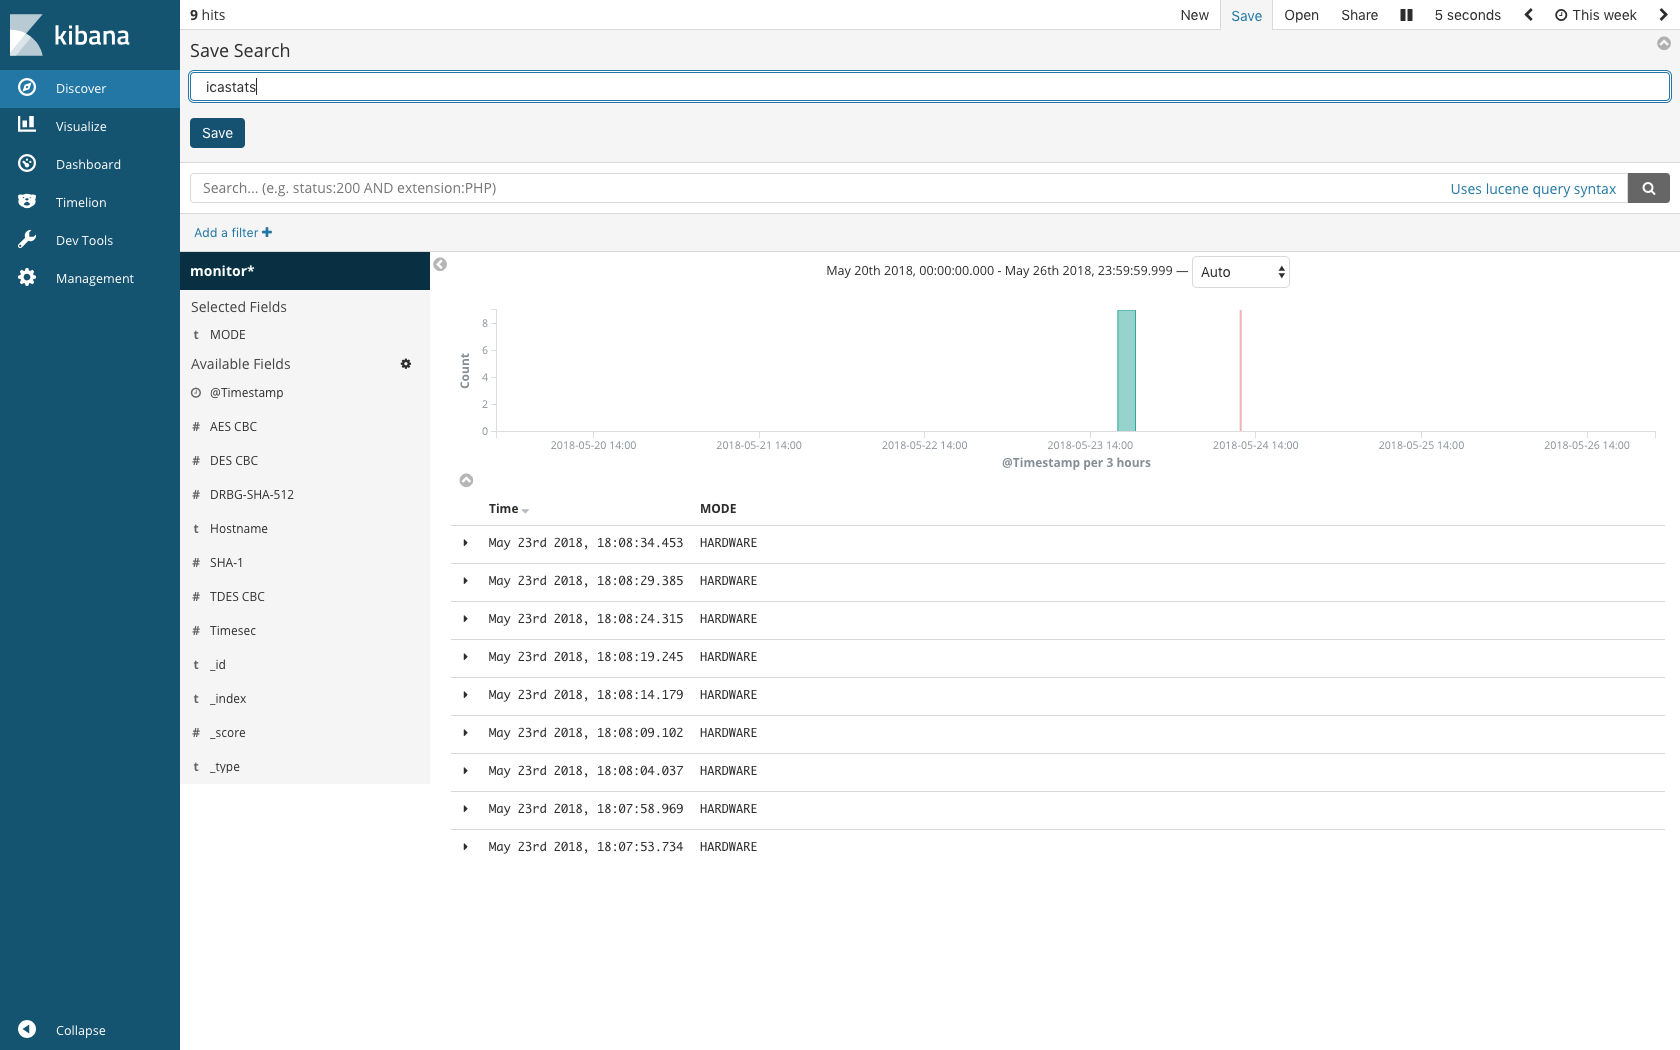 kibana
Discover
Visualize
Dashboard
Timelion
Dev Tools
Management
Collapse
9 hits
New Save Open Share 5 seconds This week
Save Search
icastats
Save
Search... (e.g. status:200 AND extension:PHP) Uses lucene query syntax
Add a filter
monitor*
Selected Fields
t MODE
Available Fields
@Timestamp
# AES CBC
# DES CBC
# DRBG-SHA-512
t Hostname
# SHA-1
# TDES CBC
# Timesec
t _id
t _index
# _score
t _type
May 20th 2018, 00:00:00.000 - May 26th 2018, 23:59:59.999 — Auto
Count
8
6
4
2
0
2018-05-20 14:00 2018-05-21 14:00 2018-05-22 14:00 2018-05-23 14:00 2018-05-24 14:00 2018-05-25 14:00 2018-05-26 14:00
@Timestamp per 3 hours
Time MODE
May 23rd 2018, 18:08:34.453 HARDWARE
May 23rd 2018, 18:08:29.385 HARDWARE
May 23rd 2018, 18:08:24.315 HARDWARE
May 23rd 2018, 18:08:19.245 HARDWARE
May 23rd 2018, 18:08:14.179 HARDWARE
May 23rd 2018, 18:08:09.102 HARDWARE
May 23rd 2018, 18:08:04.037 HARDWARE
May 23rd 2018, 18:07:58.969 HARDWARE
May 23rd 2018, 18:07:53.734 HARDWARE